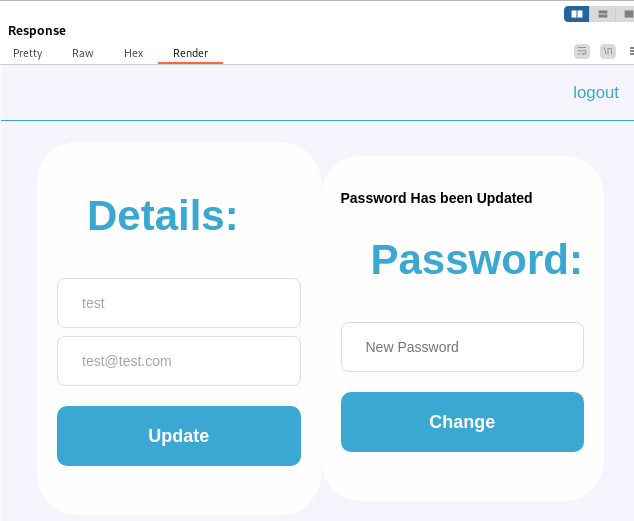 Response
Pretty Raw Hex Render
\n
logout
Details:
test
test@test.com
Update
Password Has been Updated
Password:
New Password
Change